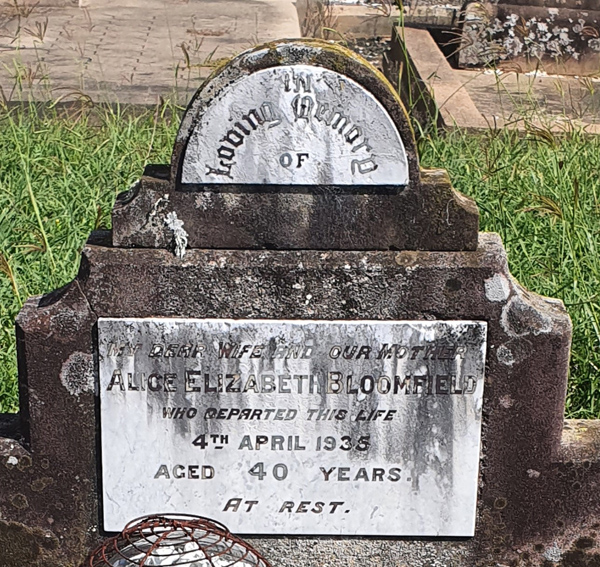 IN
Loving Memory
OF
MY DEAR WIFE AND OUR MOTHER
ALICE ELIZABETH BLOOMFIELD
WHO DEPARTED THIS LIFE
4TH APRIL 1935
AGED 40 YEARS.
AT REST.